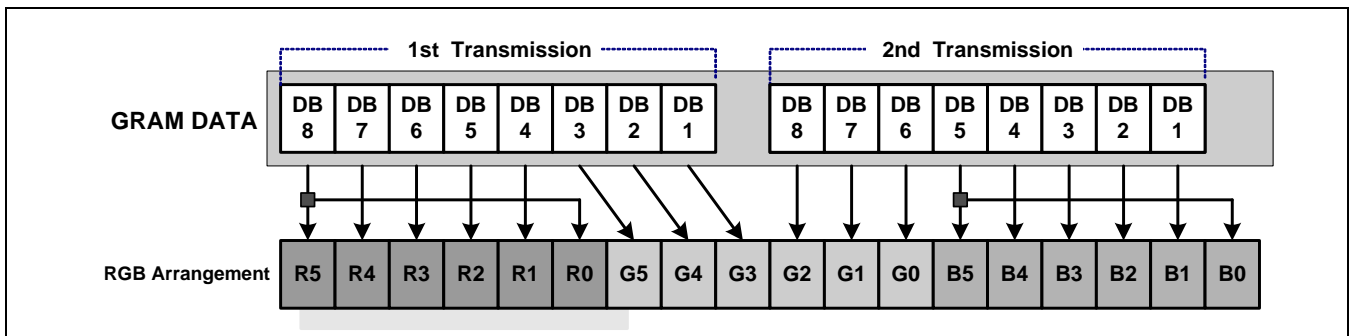 1st Transmission 2nd Transmission
GRAM DATA
DB 8 DB 7 DB 6 DB 5 DB 4 DB 3 DB 2 DB 1 DB 8 DB 7 DB 6 DB 5 DB 4 DB 3 DB 2 DB 1
RGB Arrangement R5 R4 R3 R2 R1 R0 G5 G4 G3 G2 G1 G0 B5 B4 B3 B2 B1 B0